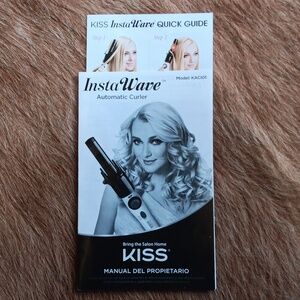 KISS InstaWave QUICK GUIDE
Step 1
Step 2
InstaWave™
Automatic Curler
Model: KACI01
Bring the Salon Home
KISS®
MANUAL DEL PROPIETARIO